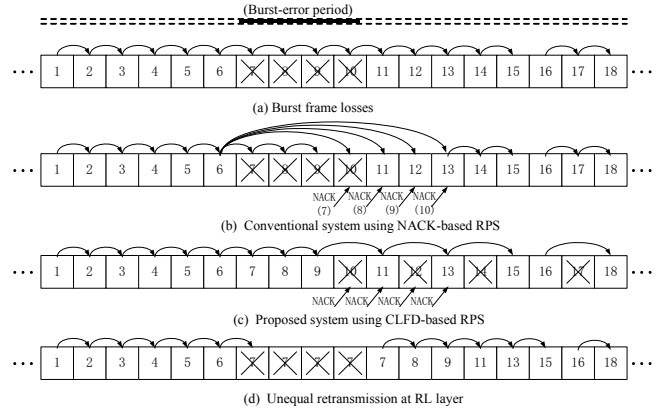 (Burst-error period)
... 1 2 3 4 5 6 7 8 9 10 11 12 13 14 15 16 17 18 ...
(a) Burst frame losses
... 1 2 3 4 5 6 7 8 9 10 11 12 13 14 15 16 17 18 ...
NACK NACK NACK NACK
(7) (8) (9) (10)
(b) Conventional system using NACK-based RPS
... 1 2 3 4 5 6 7 8 9 10 11 12 13 14 15 16 17 18 ...
NACK NACK NACK NACK
(c) Proposed system using CLFD-based RPS
... 1 2 3 4 5 6 7 7 7 7 7 8 9 11 13 15 16 18 ...
(d) Unequal retransmission at RL layer